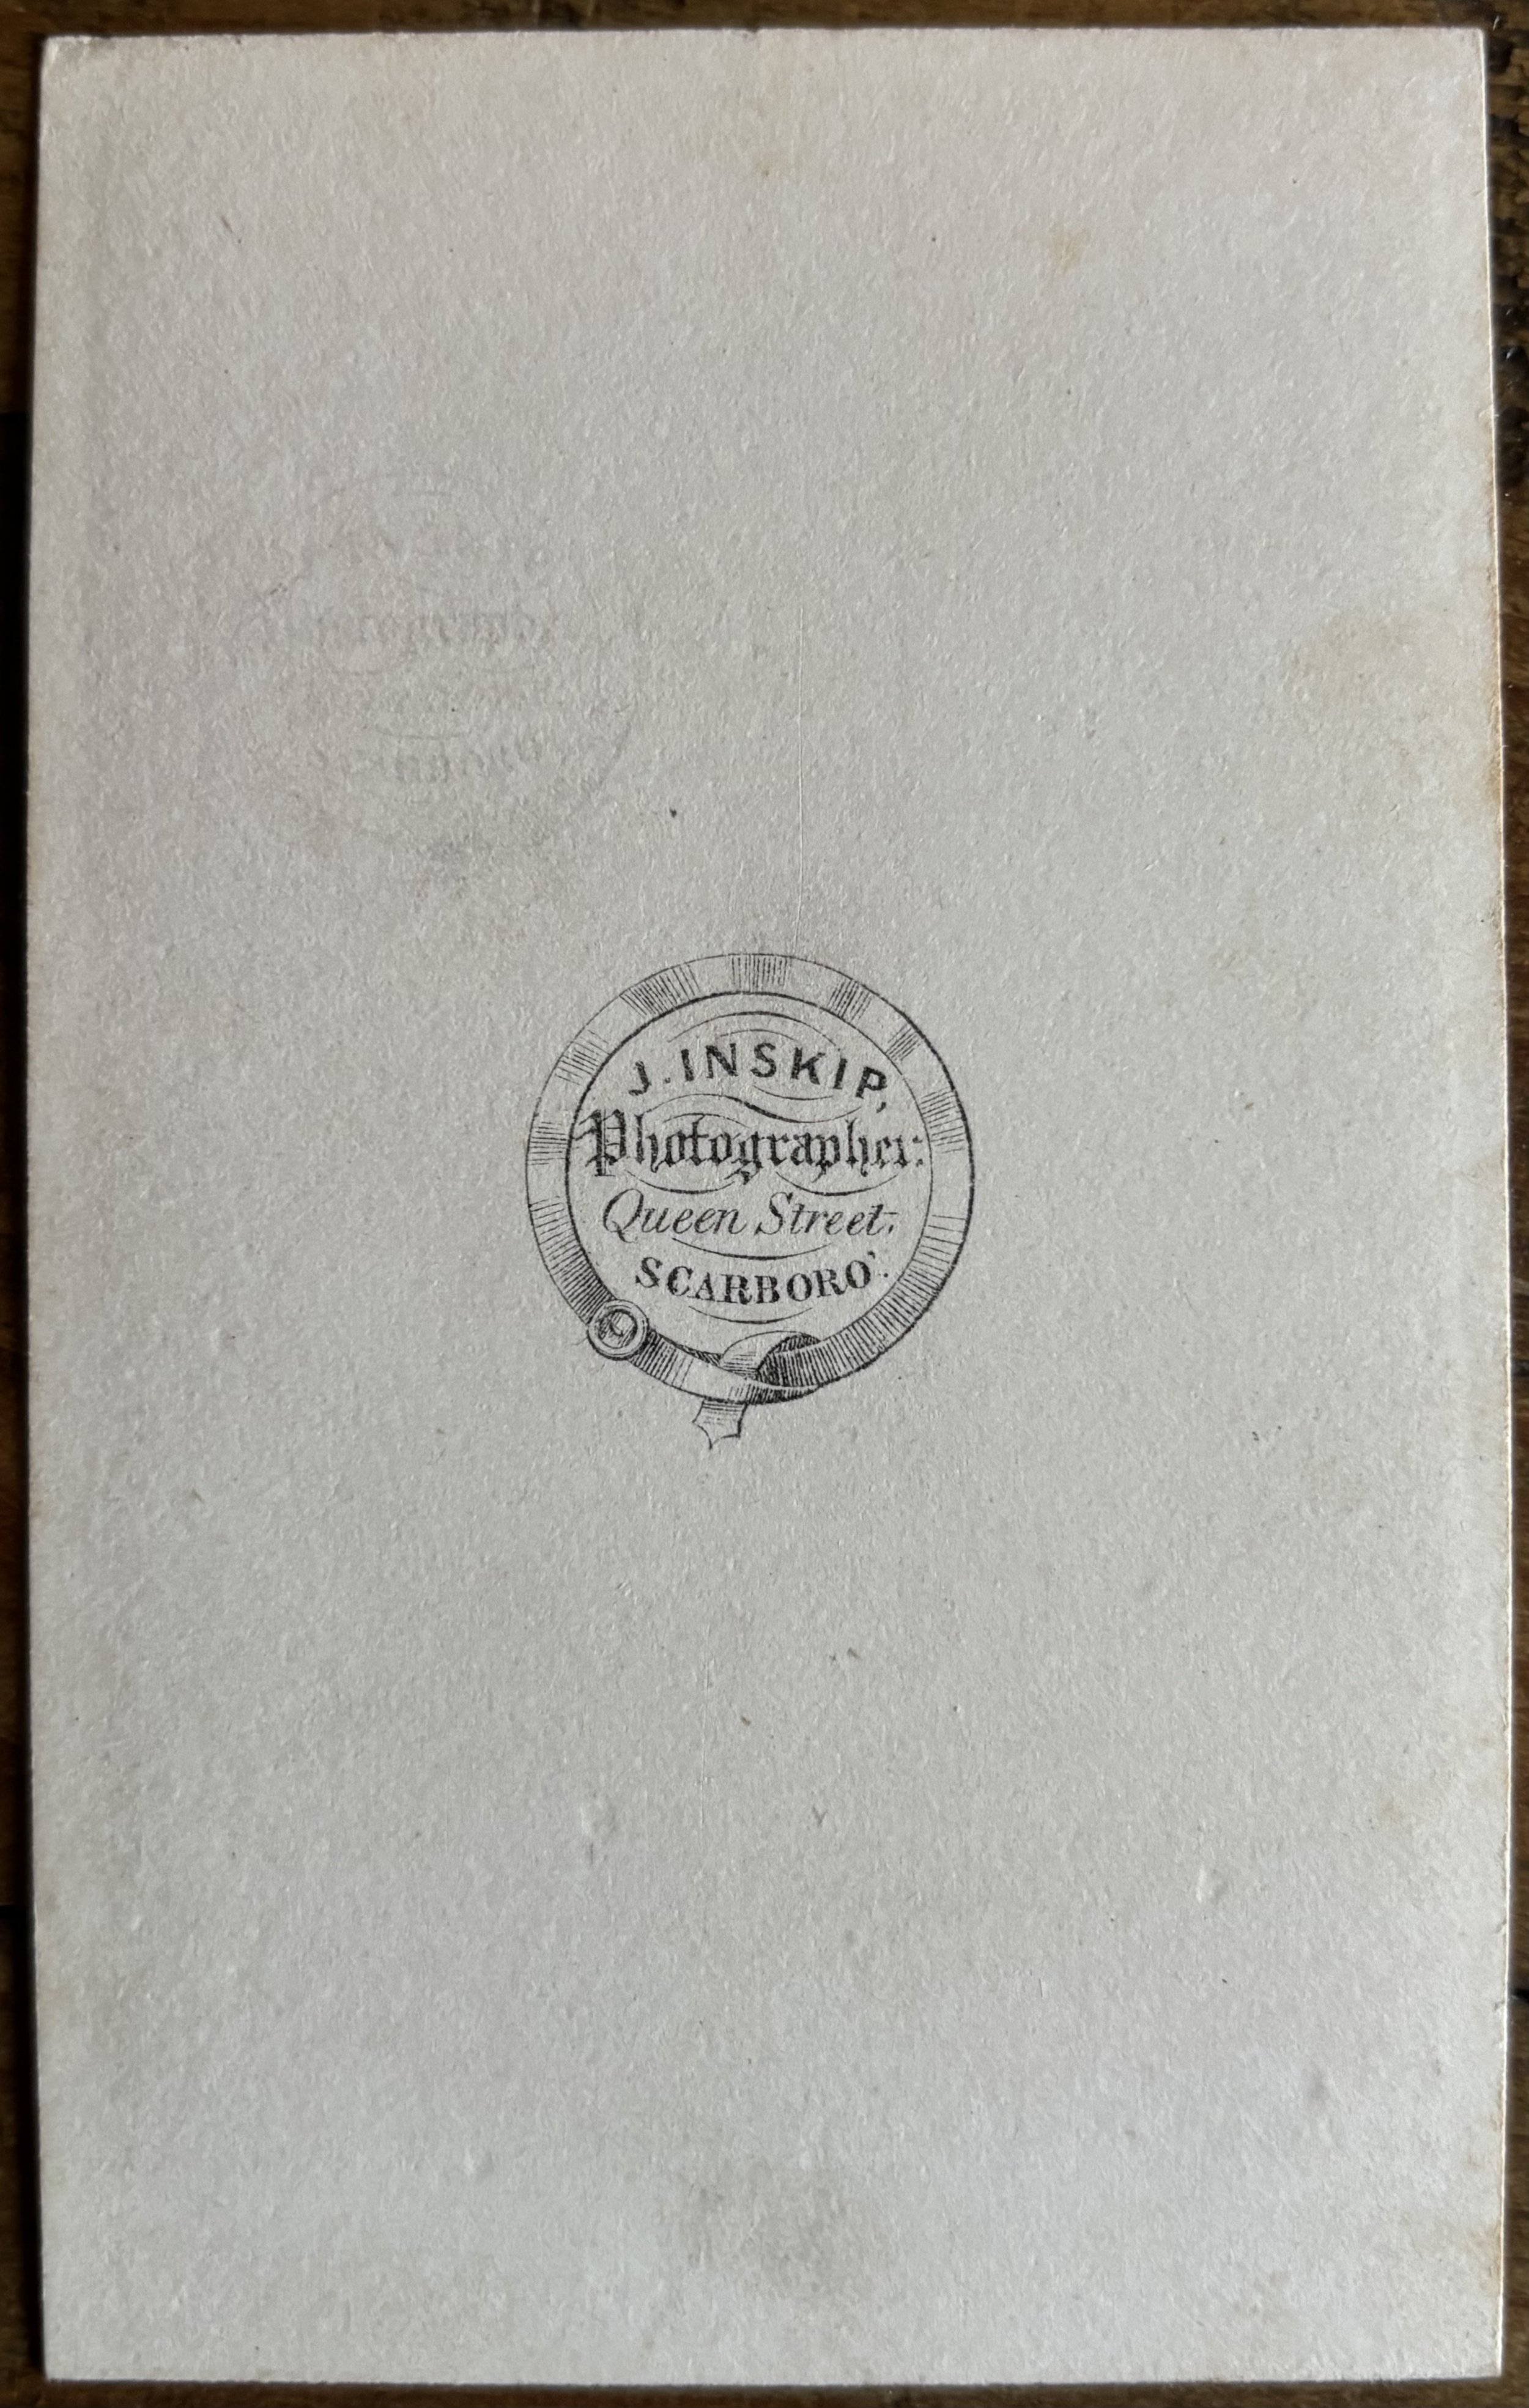 J. INSKIP,
Photographer.
Queen Street.
SCARBORO'.